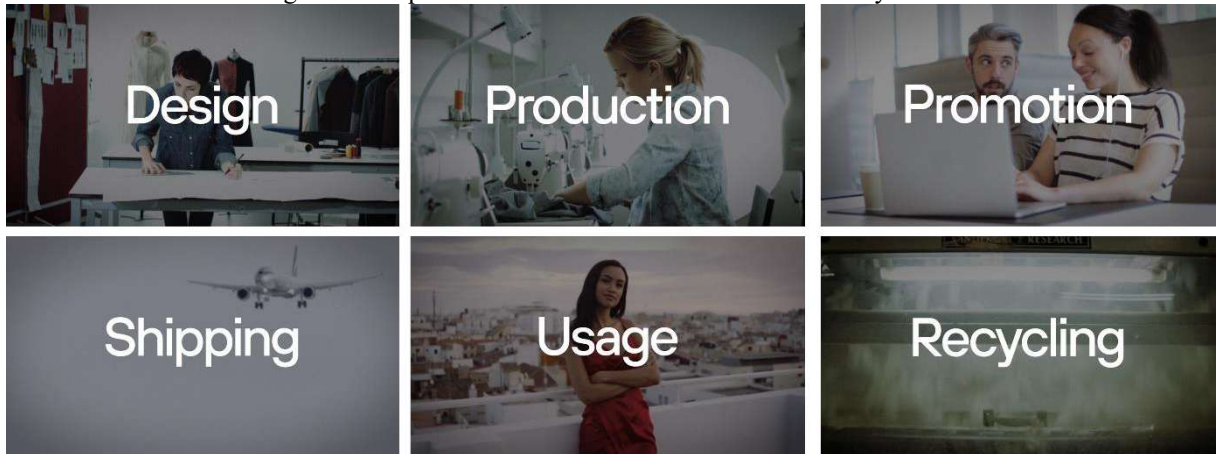 Design
Production
Promotion
Shipping
Usage
Recycling